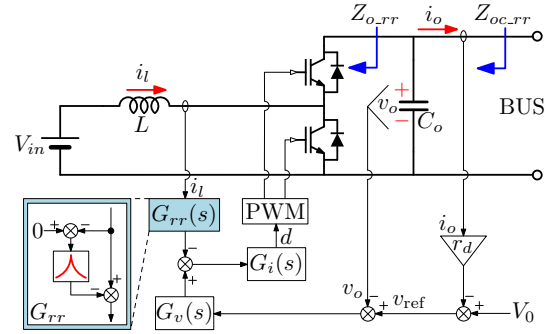 Z_{o\_rr} i_o Z_{oc\_rr}
i_l
+
L v_o C_o BUS
−
V_{in}
i_l
G_{rr}(s) PWM i_o
0 + − − d r_d
G_i(s)
+ +
G_{rr} − G_v(s) v_o − v_{ref} − V_0
+ +